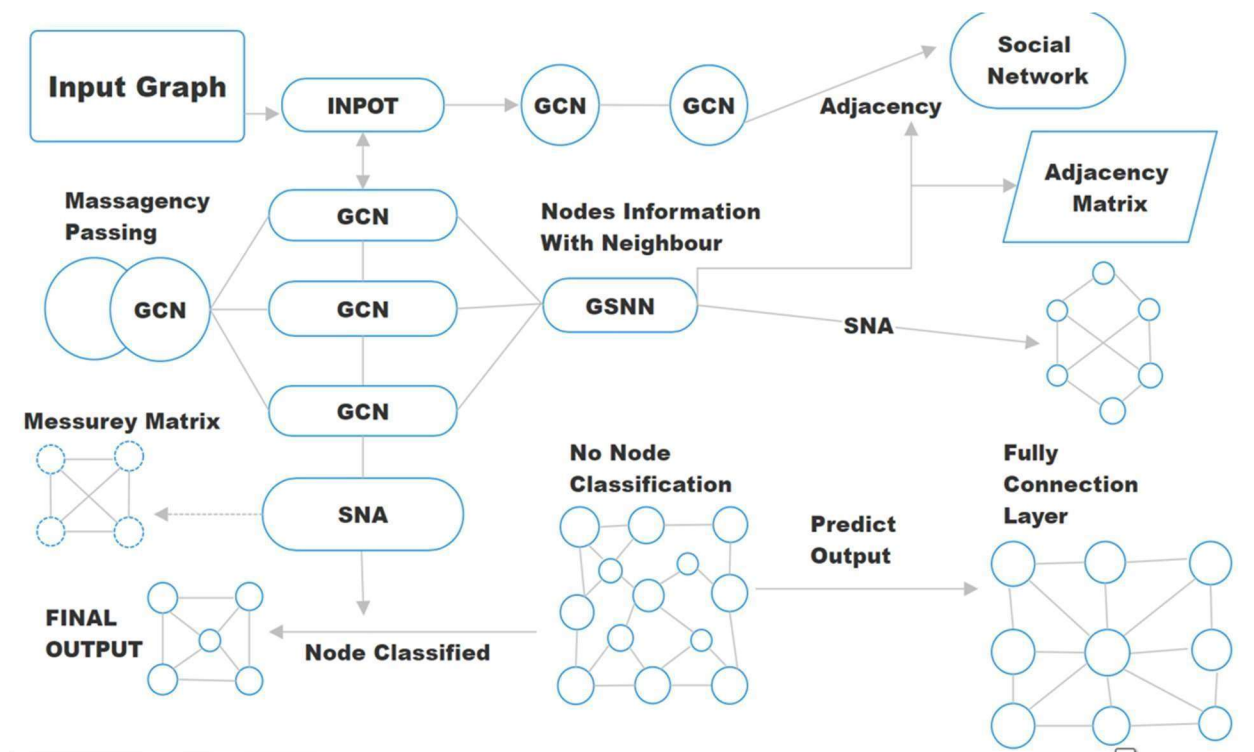 Input Graph
INPOT
GCN
GCN
Adjacency
Social
Network
Adjacency
Matrix
Massagency
Passing
GCN
GCN
Nodes Information
With Neighbour
GCN
GSNN
SNA
GCN
Messurey Matrix
SNA
No Node
Classification
Predict
Output
Fully
Connection
Layer
FINAL
OUTPUT
Node Classified